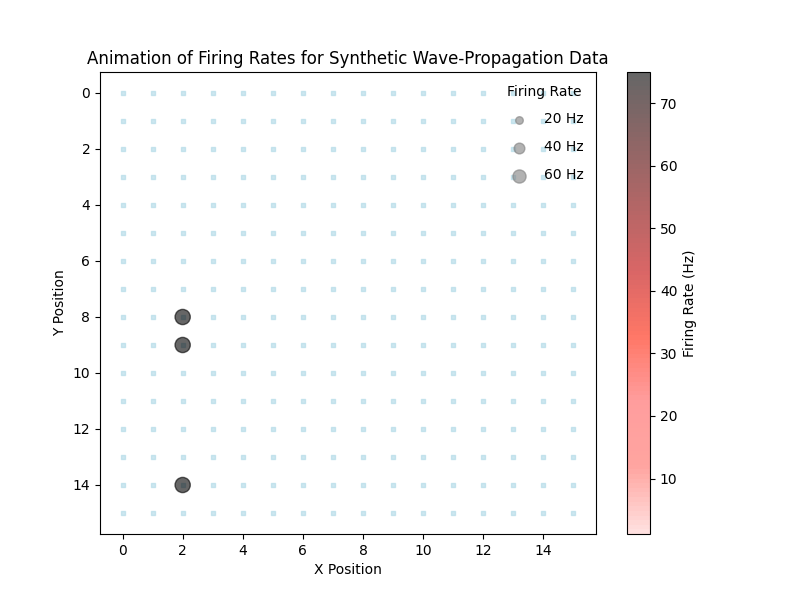 Animation of Firing Rates for Synthetic Wave-Propagation Data
Firing Rate
20 Hz
40 Hz
60 Hz
0
2
4
6
8
10
12
14
Y Position
0 2 4 6 8 10 12 14
X Position
70
60
50
40
30
20
10
Firing Rate (Hz)